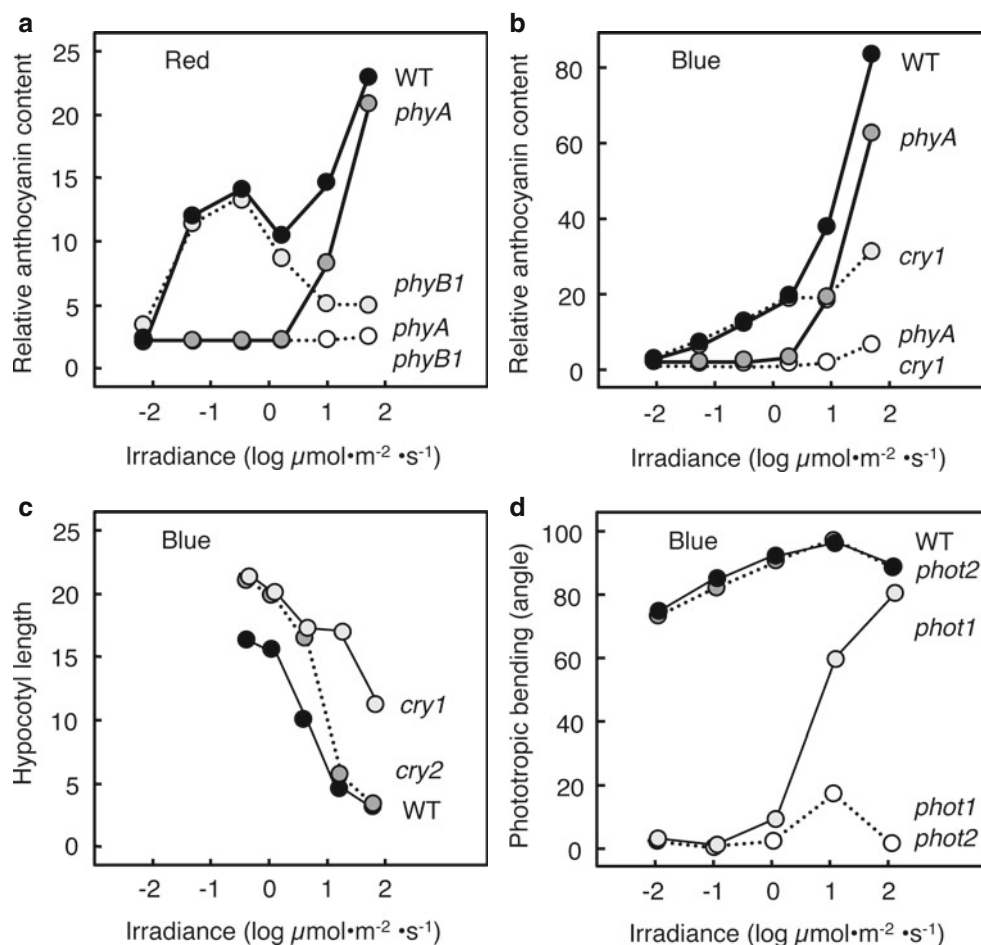 a
Red
Relative anthocyanin content
25
20
15
10
5
0
WT
phyA
phyB1
phyA
phyB1
-2 -1 0 1 2
Irradiance (log µmol•m-2 •s-1)
b
Blue
Relative anthocyanin content
80
60
40
20
0
WT
phyA
cry1
phyA
cry1
-2 -1 0 1 2
Irradiance (log µmol•m-2 •s-1)
c
Blue
Hypocotyl length
25
20
15
10
5
0
cry1
cry2
WT
-2 -1 0 1 2
Irradiance (log µmol•m-2 •s-1)
d
Blue
Phototropic bending (angle)
100
80
60
40
20
0
WT
phot2
phot1
phot1
phot2
-2 -1 0 1 2
Irradiance (log µmol•m-2 •s-1)